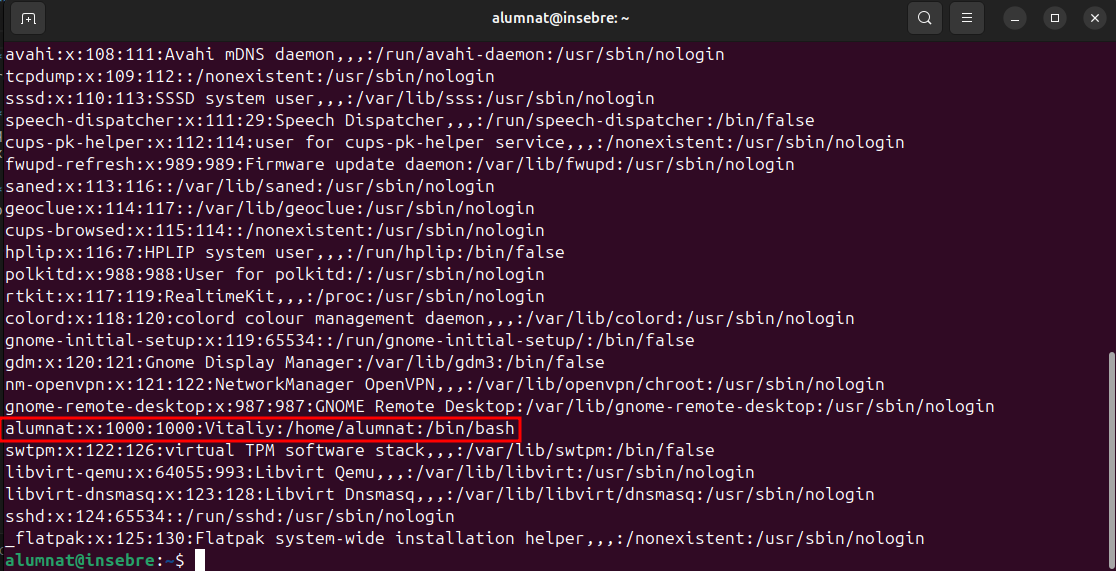 alumnat@insebre: ~
avahi:x:108:111:Avahi mDNS daemon,,,:/run/avahi-daemon:/usr/sbin/nologin
tcpdump:x:109:112::/nonexistent:/usr/sbin/nologin
sssd:x:110:113:SSSD system user,,,:/var/lib/sss:/usr/sbin/nologin
speech-dispatcher:x:111:29:Speech Dispatcher,,,:/run/speech-dispatcher:/bin/false
cups-pk-helper:x:112:114:user for cups-pk-helper service,,,:/nonexistent:/usr/sbin/nologin
fwupd-refresh:x:989:989:Firmware update daemon:/var/lib/fwupd:/usr/sbin/nologin
saned:x:113:116::/var/lib/saned:/usr/sbin/nologin
geoclue:x:114:117::/var/lib/geoclue:/usr/sbin/nologin
cups-browsed:x:115:114::/nonexistent:/usr/sbin/nologin
hplip:x:116:7:HPLIP system user,,,:/run/hplip:/bin/false
polkitd:x:988:988:User for polkitd:/:/usr/sbin/nologin
rtkit:x:117:119:RealtimeKit,,,:/proc:/usr/sbin/nologin
colord:x:118:120:colord colour management daemon,,,:/var/lib/colord:/usr/sbin/nologin
gnome-initial-setup:x:119:65534::/run/gnome-initial-setup/:/bin/false
gdm:x:120:121:Gnome Display Manager:/var/lib/gdm3:/bin/false
nm-openvpn:x:121:122:NetworkManager OpenVPN,,,:/var/lib/openvpn/chroot:/usr/sbin/nologin
gnome-remote-desktop:x:987:987:GNOME Remote Desktop:/var/lib/gnome-remote-desktop:/usr/sbin/nologin
alumnat:x:1000:1000:Vitaliy:/home/alumnat:/bin/bash
swtpm:x:122:126:virtual TPM software stack,,,:/var/lib/swtpm:/bin/false
libvirt-qemu:x:64055:993:Libvirt Qemu,,,:/var/lib/libvirt:/usr/sbin/nologin
libvirt-dnsmasq:x:123:128:Libvirt Dnsmasq,,,:/var/lib/libvirt/dnsmasq:/usr/sbin/nologin
sshd:x:124:65534::/run/sshd:/usr/sbin/nologin
_flatpak:x:125:130:Flatpak system-wide installation helper,,,:/nonexistent:/usr/sbin/nologin
alumnat@insebre:~$